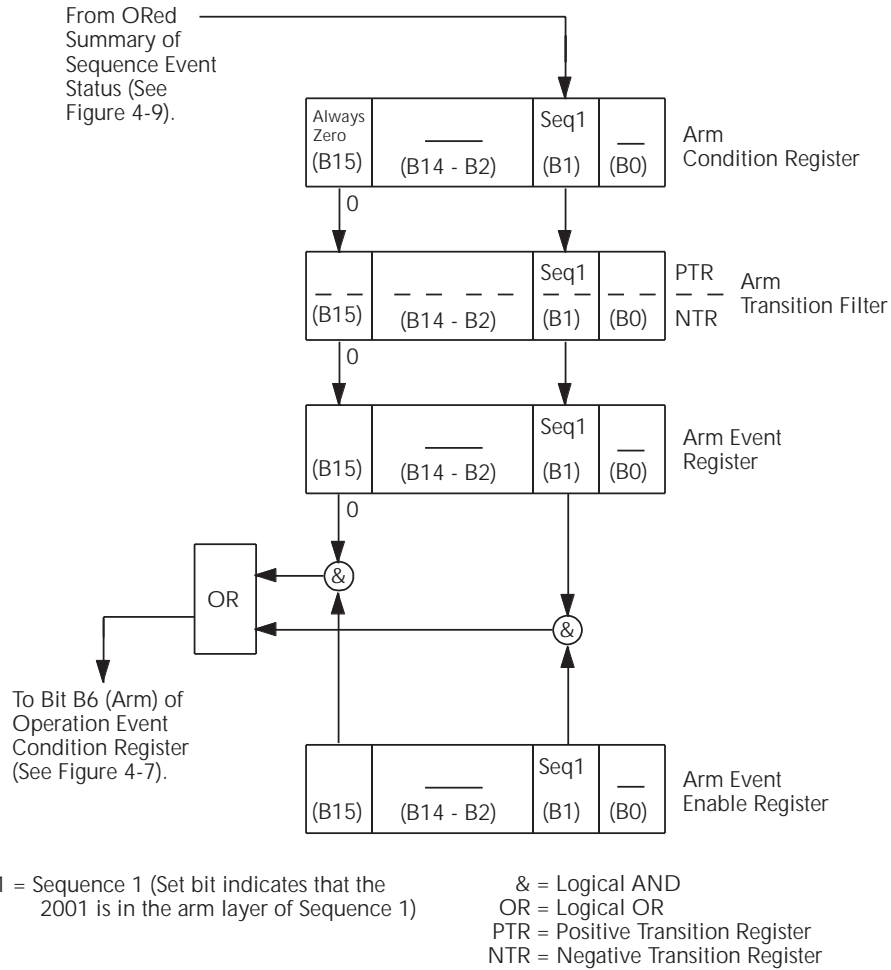 From ORed
Summary of
Sequence Event
Status (See
Figure 4-9).
Always
Zero
(B15)
(B14 - B2)
Seq1
(B1)
(B0)
Arm
Condition Register
0
(B15)
(B14 - B2)
Seq1
(B1)
(B0)
PTR
NTR
Arm
Transition Filter
0
(B15)
(B14 - B2)
Seq1
(B1)
(B0)
Arm Event
Register
0
&
OR
&
To Bit B6 (Arm) of
Operation Event
Condition Register
(See Figure 4-7).
(B15)
(B14 - B2)
Seq1
(B1)
(B0)
Arm Event
Enable Register
= Sequence 1 (Set bit indicates that the
2001 is in the arm layer of Sequence 1)
& = Logical AND
OR = Logical OR
PTR = Positive Transition Register
NTR = Negative Transition Register